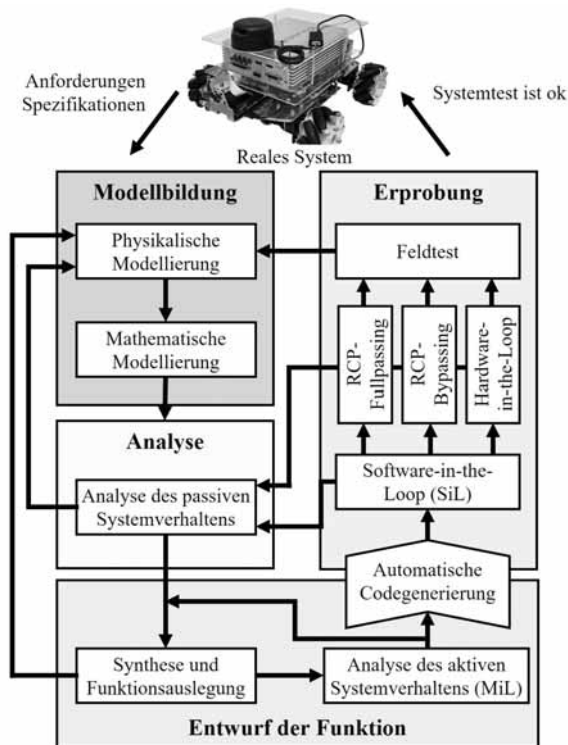 Anforderungen
Spezifikationen
Systemtest ist ok
Reales System
Modellbildung
Physikalische
Modellierung
Mathematische
Modellierung
Analyse
Analyse des passiven
Systemverhaltens
Erprobung
Feldtest
RCP-
Fullpassing
RCP-
Bypassing
Hardware-
in-the-Loop
Software-in-the-
Loop (SiL)
Automatische
Codegenerierung
Synthese und
Funktionsauslegung
Analyse des aktiven
Systemverhaltens (MiL)
Entwurf der Funktion